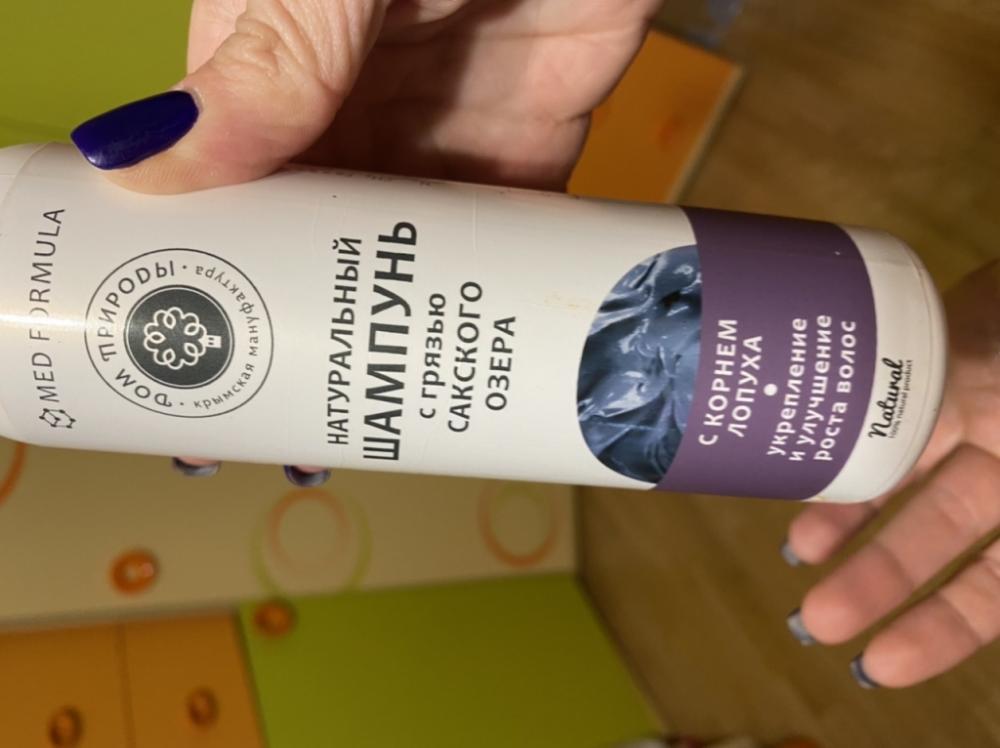 MED FORMULA
ДОМ ПРИРОДЫ
крымская мануфактура
НАТУРАЛЬНЫЙ
ШАМПУНЬ
с грязью
САКСКОГО
ОЗЕРА
С КОРНЕМ
ЛОПУХА
укрепление
и улучшение
роста волос
Natural
100% natural product